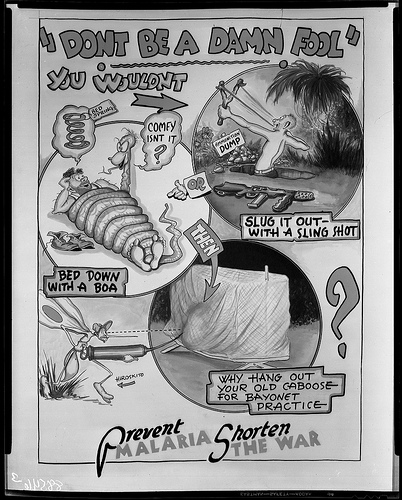 "DONT BE A DAMN FOOL"
YOU WOULDNT
BED SPRINGS
COMFY
ISNT IT
?
AMMUNITION
DUMP
OR
SLUG IT OUT—
WITH A SLING SHOT
BED DOWN
WITH A BOA
THEN
?
HIROSKITO
WHY HANG OUT
YOUR OLD CABOOSE
FOR BAYONET
PRACTICE
Prevent Shorten
MALARIA THE WAR